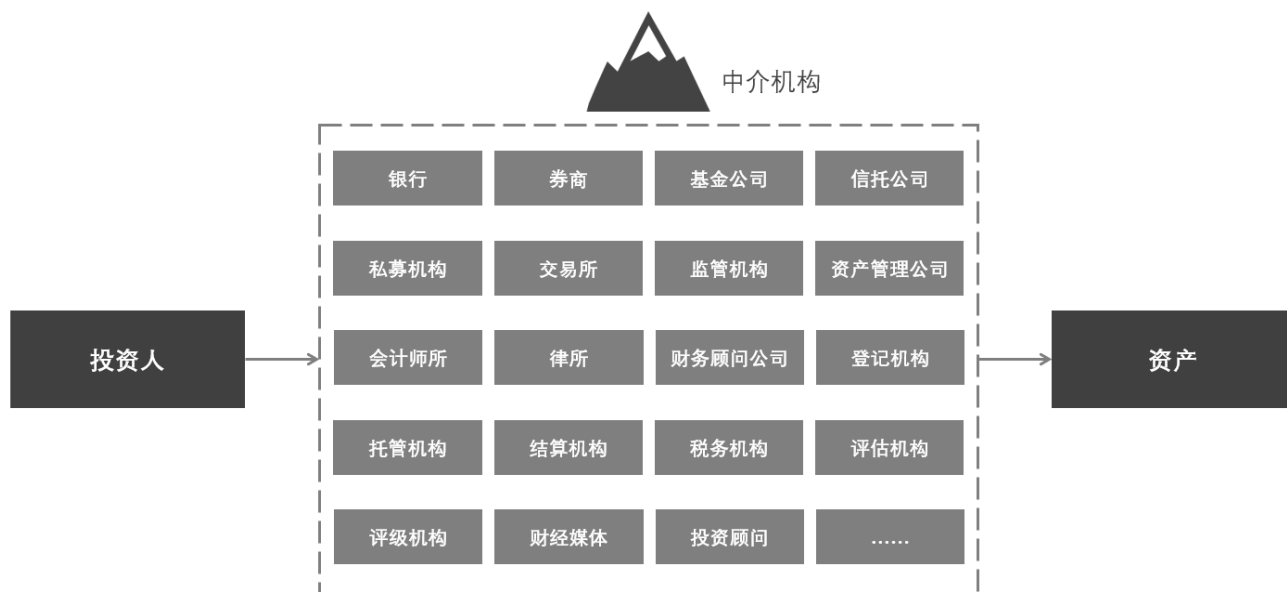 中介机构
银行
券商
基金公司
信托公司
私募机构
交易所
监管机构
资产管理公司
投资人
会计师所
律所
财务顾问公司
登记机构
资产
托管机构
结算机构
税务机构
评估机构
评级机构
财经媒体
投资顾问
……